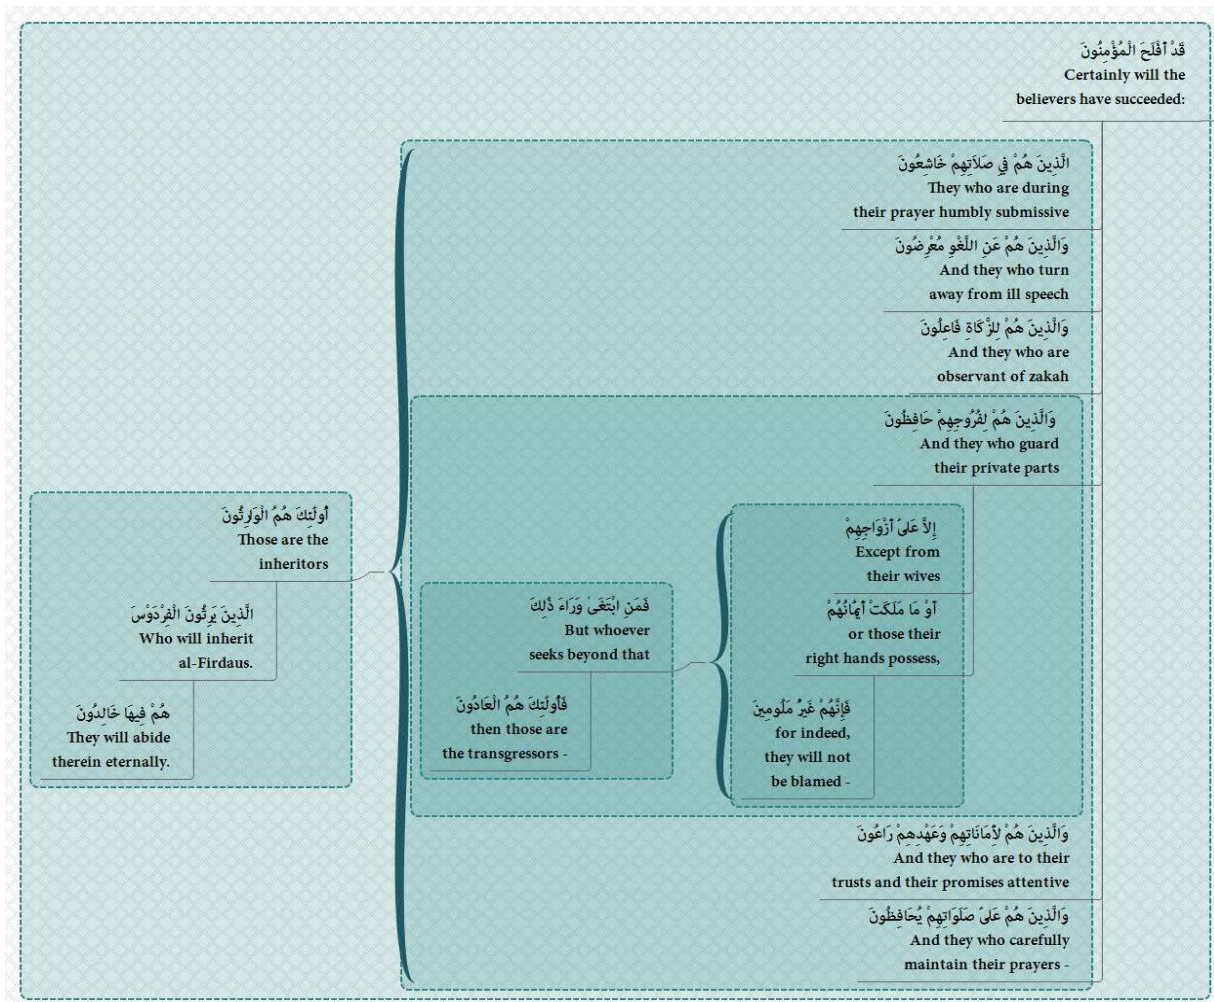 قَدْ أَفْلَحَ الْمُؤْمِنُونَ
Certainly will the
believers have succeeded:
الَّذِينَ هُمْ فِي صَلاَتِهِمْ خَاشِعُونَ
They who are during
their prayer humbly submissive
وَالَّذِينَ هُمْ عَنِ اللَّغْوِ مُعْرِضُونَ
And they who turn
away from ill speech
وَالَّذِينَ هُمْ لِلزَّكَاةِ فَاعِلُونَ
And they who are
observant of zakah
وَالَّذِينَ هُمْ لِفُرُوجِهِمْ حَافِظُونَ
And they who guard
their private parts
إِلاَّ عَلَىٰ أَزْوَاجِهِمْ
Except from
their wives
أَوْ مَا مَلَكَتْ أَيْمَانُهُمْ
or those their
right hands possess,
فَإِنَّهُمْ غَيْرُ مَلُومِينَ
for indeed,
they will not
be blamed -
فَمَنِ ابْتَغَىٰ وَرَاءَ ذَٰلِكَ
But whoever
seeks beyond that
فَأُولَٰئِكَ هُمُ الْعَادُونَ
then those are
the transgressors -
وَالَّذِينَ هُمْ لأَمَانَاتِهِمْ وَعَهْدِهِمْ رَاعُونَ
And they who are to their
trusts and their promises attentive
وَالَّذِينَ هُمْ عَلَىٰ صَلَوَاتِهِمْ يُحَافِظُونَ
And they who carefully
maintain their prayers -
أُولَٰئِكَ هُمُ الْوَارِثُونَ
Those are the
inheritors
الَّذِينَ يَرِثُونَ الْفِرْدَوْسَ
Who will inherit
al-Firdaus.
هُمْ فِيهَا خَالِدُونَ
They will abide
therein eternally.